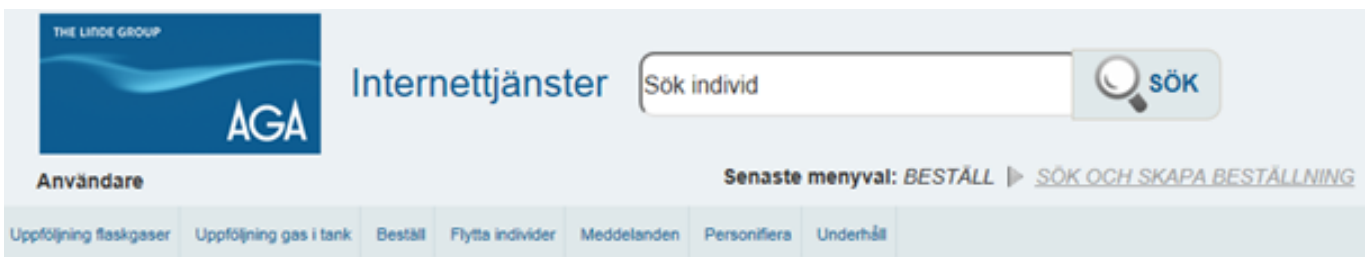 THE LINDE GROUP
AGA
Internettjänster
Sök individ
SÖK
Användare
Senaste menyval: BESTÄLL SÖK OCH SKAPA BESTÄLLNING
Uppföljning flaskgaser Uppföljning gas i tank Beställ Flytta individer Meddelanden Personifiera Underhåll